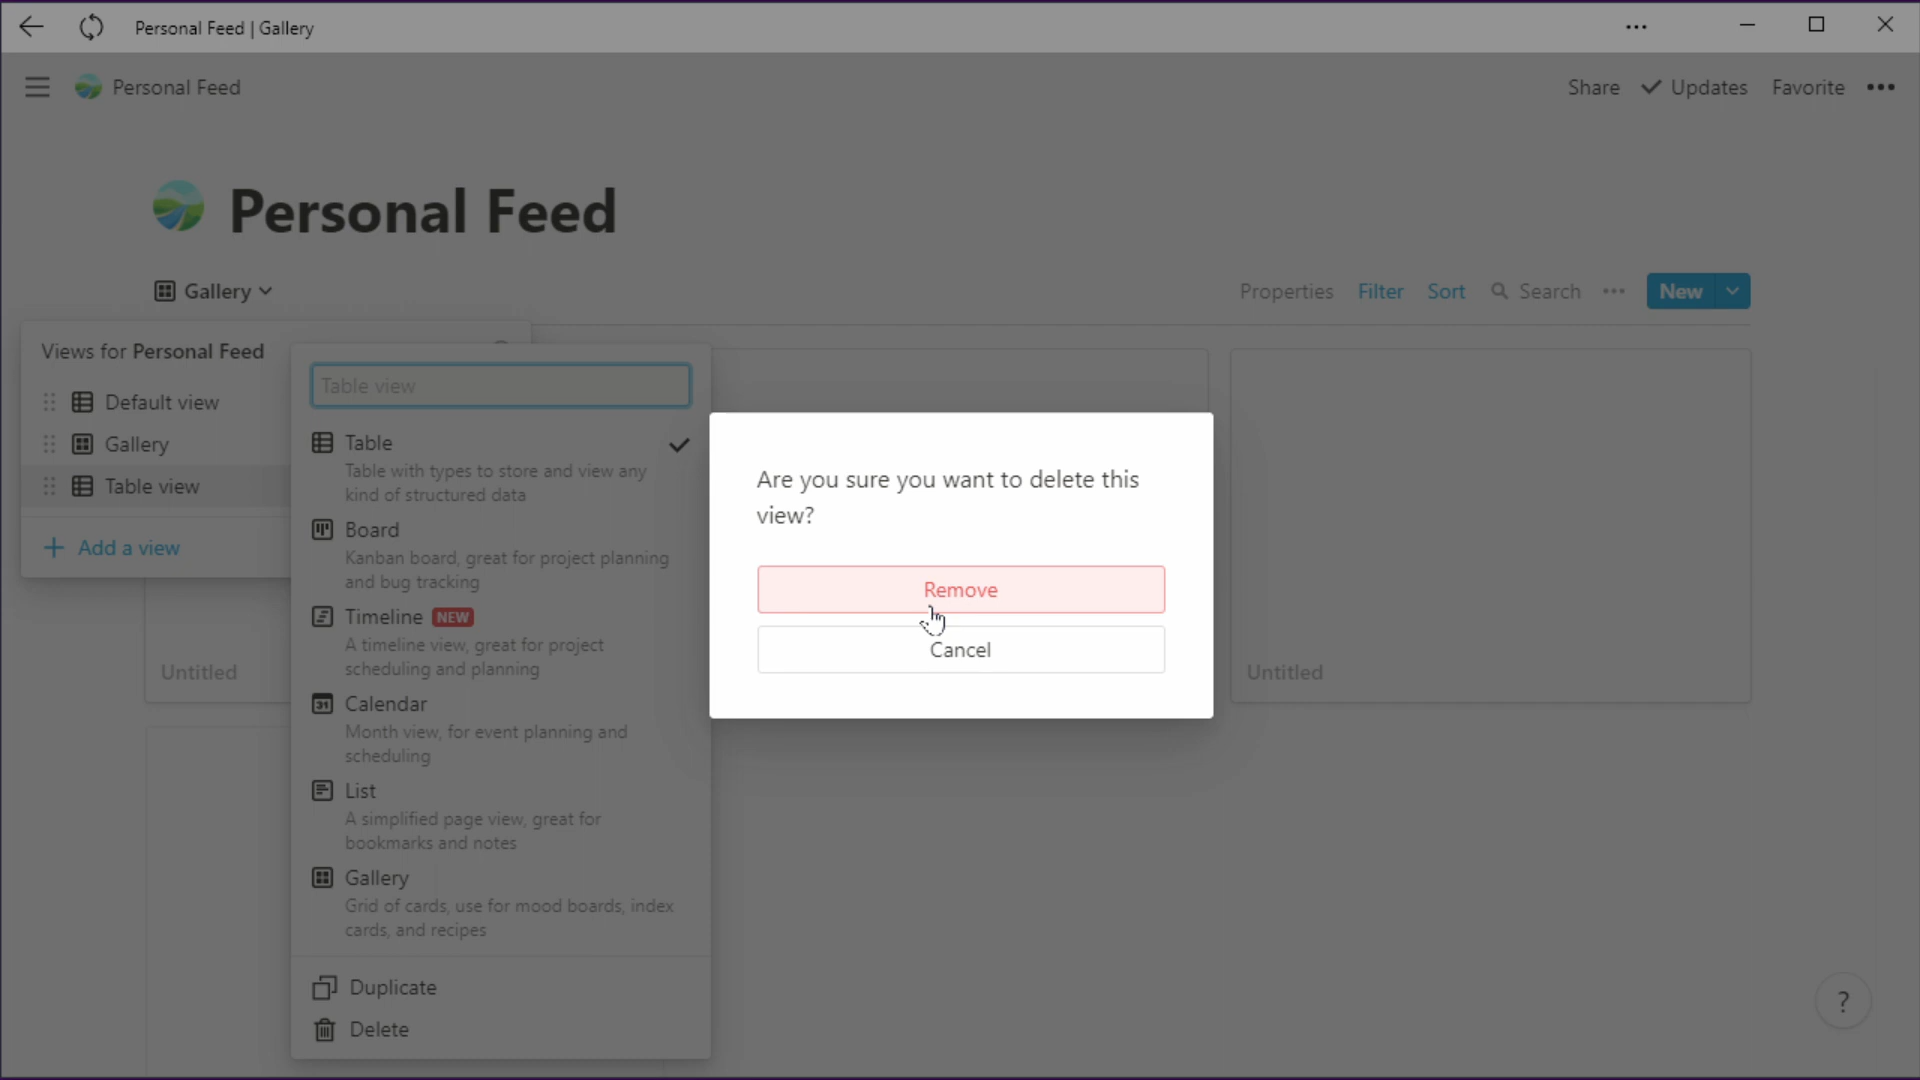 Personal Feed | Gallery
Personal Feed
Share
Updates
Favorite
Personal Feed
Gallery
Properties
Filter
Sort
Search
New
Views for Personal Feed
Default view
Gallery
Table view
Add a view
Table view
Table
Table with types to store and view any
kind of structured data
Board
Kanban board, great for project planning
and bug tracking
Timeline NEW
A timeline view, great for project
scheduling and planning
31 Calendar
Month view, for event planning and
scheduling
List
A simplified page view, great for
bookmarks and notes
Gallery
Grid of cards, use for mood boards, index
cards, and recipes
Duplicate
Delete
Are you sure you want to delete this
view?
Remove
Cancel
Untitled
Untitled
?